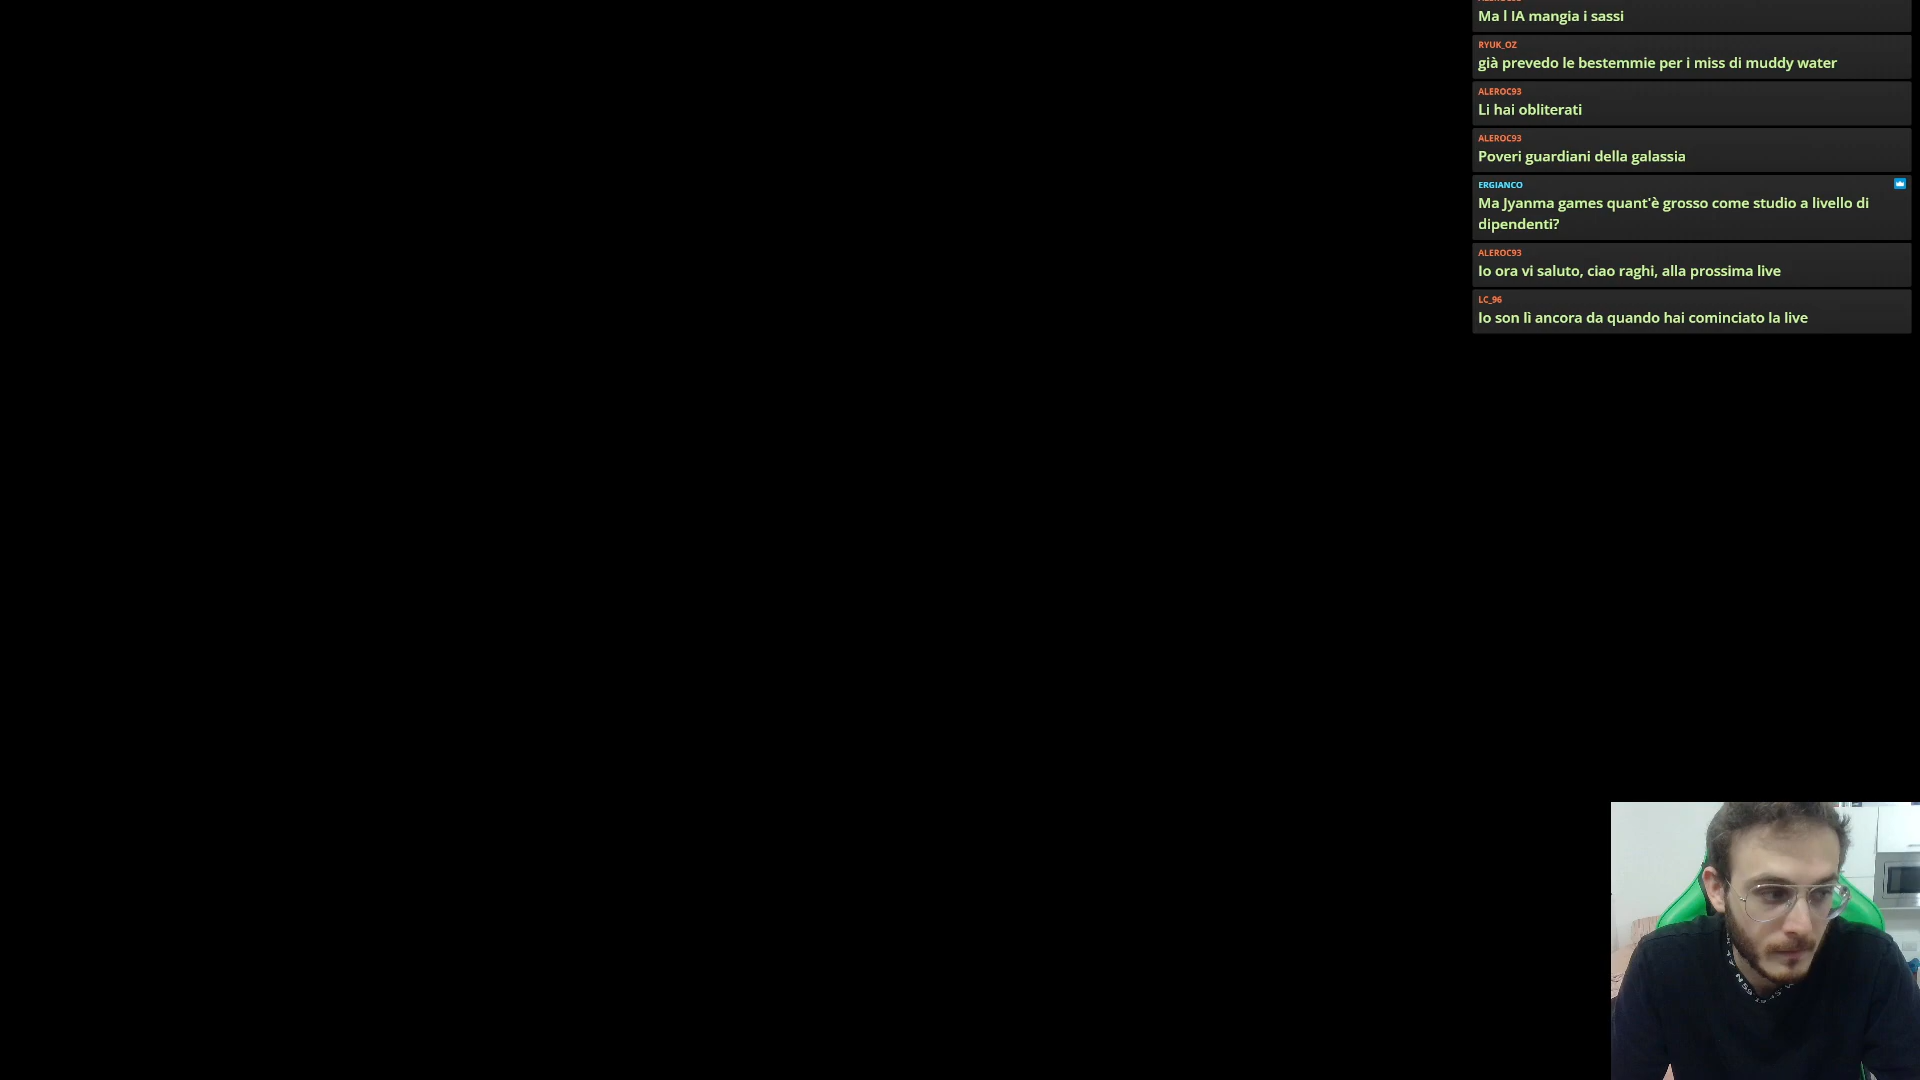 Ma l IA mangia i sassi
RYUK_OZ
già prevedo le bestemmie per i miss di muddy water
ALEROC93
Li hai obliterati
ALEROC93
Poveri guardiani della galassia
ERGIANCO
Ma Jyanma games quant'è grosso come studio a livello di
dipendenti?
ALEROC93
Io ora vi saluto, ciao raghi, alla prossima live
LC_96
Io son lì ancora da quando hai cominciato la live